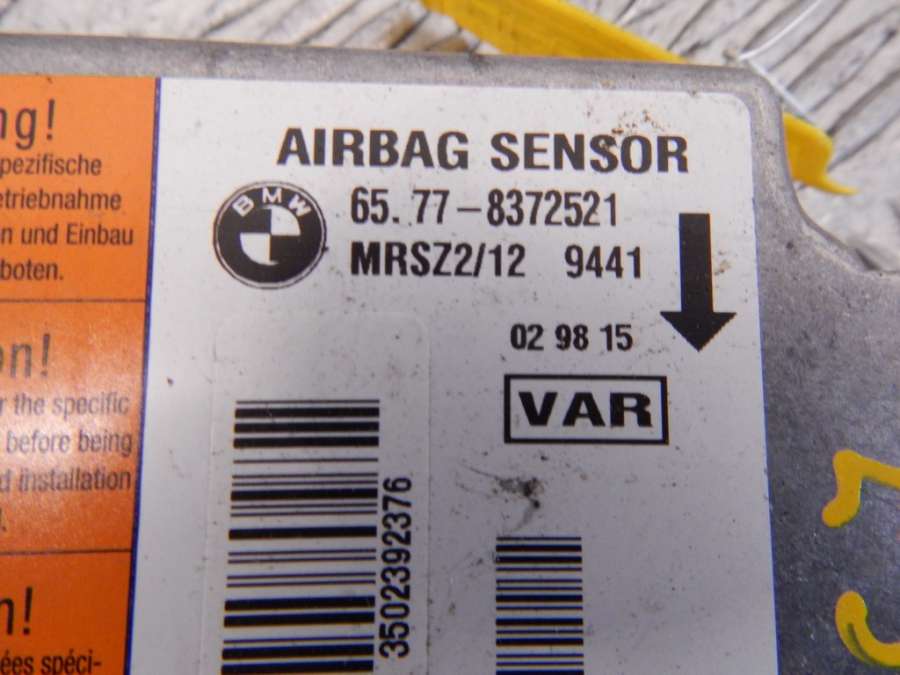 ng!
pezifische
etriebnahme
en und Einbau
boten.
on!
r the specific
before being
d installation
n!
ées spéci-
AIRBAG SENSOR
BMW
65. 77-8372521
MRSZ2/12 9441
02 98 15
VAR
3502392376